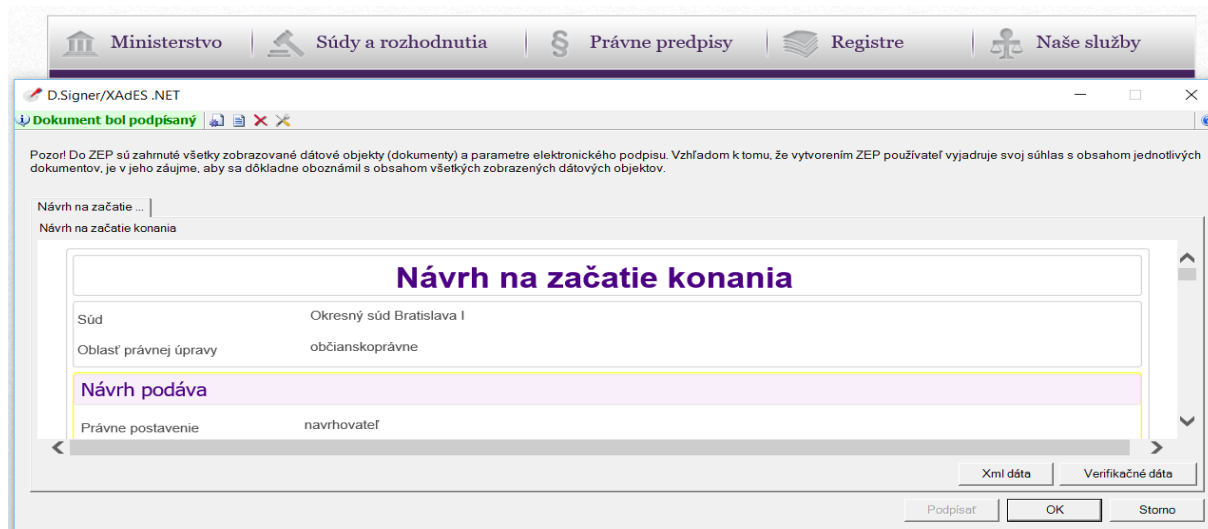 Ministerstvo Súdy a rozhodnutia § Právne predpisy Registre Naše služby
D.Signer/XAdES .NET
Dokument bol podpísaný
Pozor! Do ZEP sú zahrnuté všetky zobrazované dátové objekty (dokumenty) a parametre elektronického podpisu. Vzhľadom k tomu, že vytvorením ZEP používateľ vyjadruje svoj súhlas s obsahom jednotlivých
dokumentov, je v jeho záujme, aby sa dôkladne oboznámil s obsahom všetkých zobrazených dátových objektov.
Návrh na začatie ...
Návrh na začatie konania
Návrh na začatie konania
Súd Okresný súd Bratislava I
Oblasť právnej úpravy občianskoprávne
Návrh podáva
Právne postavenie navrhovateľ
Xml dáta Verifikačné dáta
Podpísať OK Storno